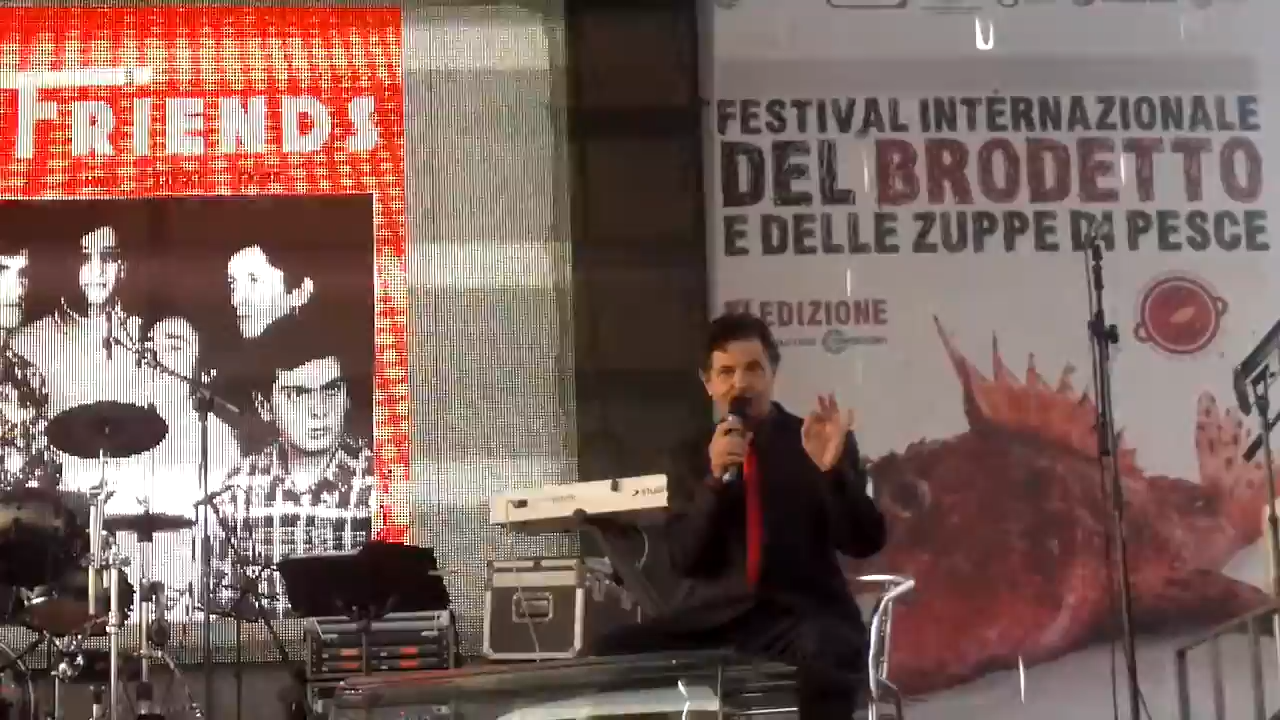 FRIENDS
FESTIVAL INTERNAZIONALE
DEL BRODETTO
E DELLE ZUPPE DI PESCE
EDIZIONE